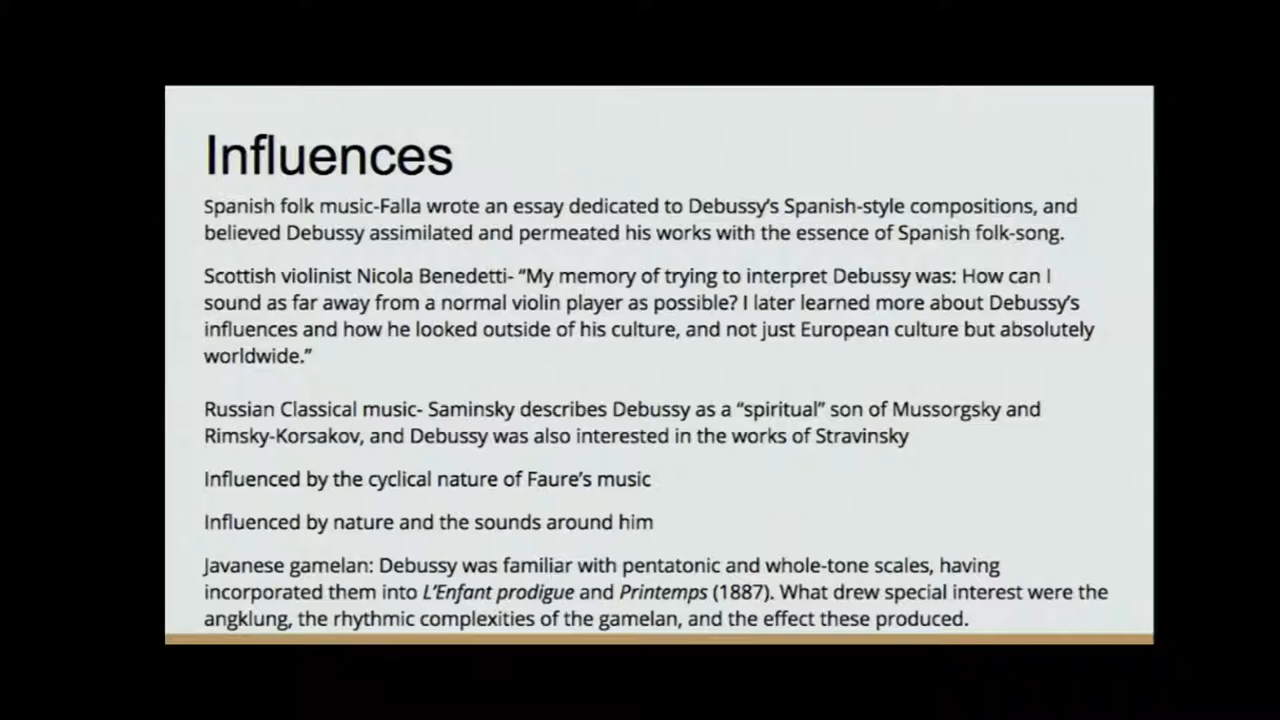 Influences
Spanish folk music-Falla wrote an essay dedicated to Debussy's Spanish-style compositions, and
believed Debussy assimilated and permeated his works with the essence of Spanish folk-song.
Scottish violinist Nicola Benedetti- “My memory of trying to interpret Debussy was: How can I
sound as far away from a normal violin player as possible? I later learned more about Debussy's
influences and how he looked outside of his culture, and not just European culture but absolutely
worldwide.”
Russian Classical music- Saminsky describes Debussy as a “spiritual” son of Mussorgsky and
Rimsky-Korsakov, and Debussy was also interested in the works of Stravinsky
Influenced by the cyclical nature of Faure's music
Influenced by nature and the sounds around him
Javanese gamelan: Debussy was familiar with pentatonic and whole-tone scales, having
incorporated them into L'Enfant prodigue and Printemps (1887). What drew special interest were the
angklung, the rhythmic complexities of the gamelan, and the effect these produced.